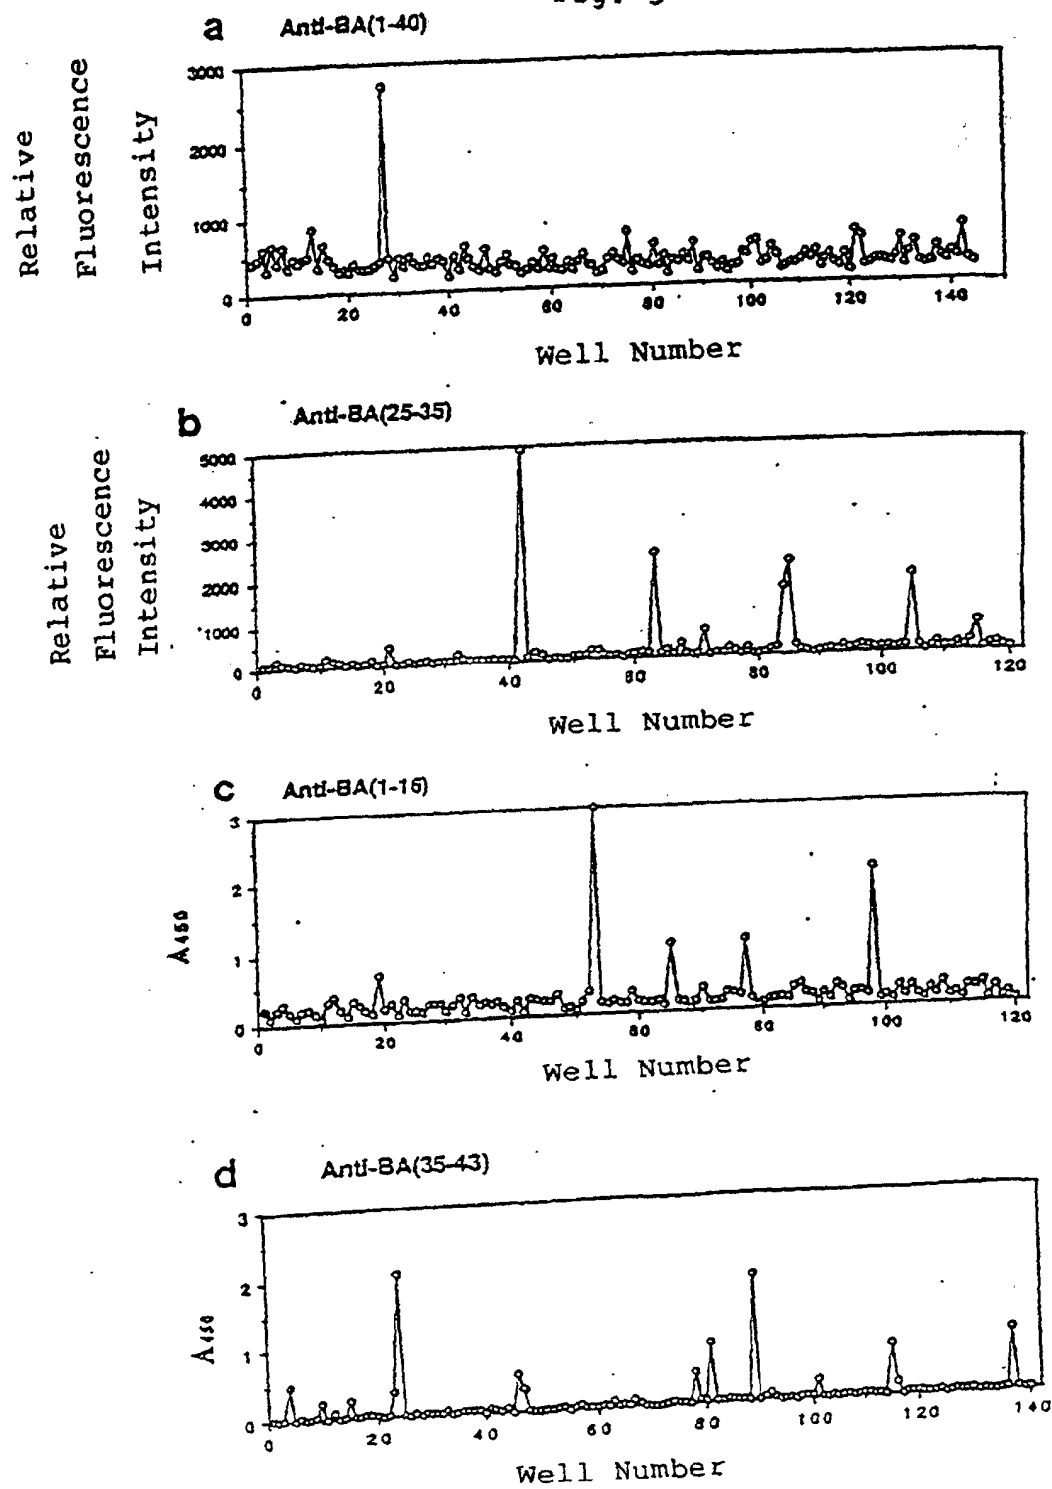 a Anti-BA(1-40)
Relative
Fluorescence
Intensity
3000
2000
1000
0
0 20 40 60 80 100 120 140
Well Number
b Anti-BA(25-35)
Relative
Fluorescence
Intensity
5000
4000
3000
2000
1000
0
0 20 40 60 80 100 120
Well Number
c Anti-BA(1-16)
A450
3
2
1
0
0 20 40 60 80 100 120
Well Number
d Anti-BA(35-43)
A450
3
2
1
0
0 20 40 60 80 100 120 140
Well Number